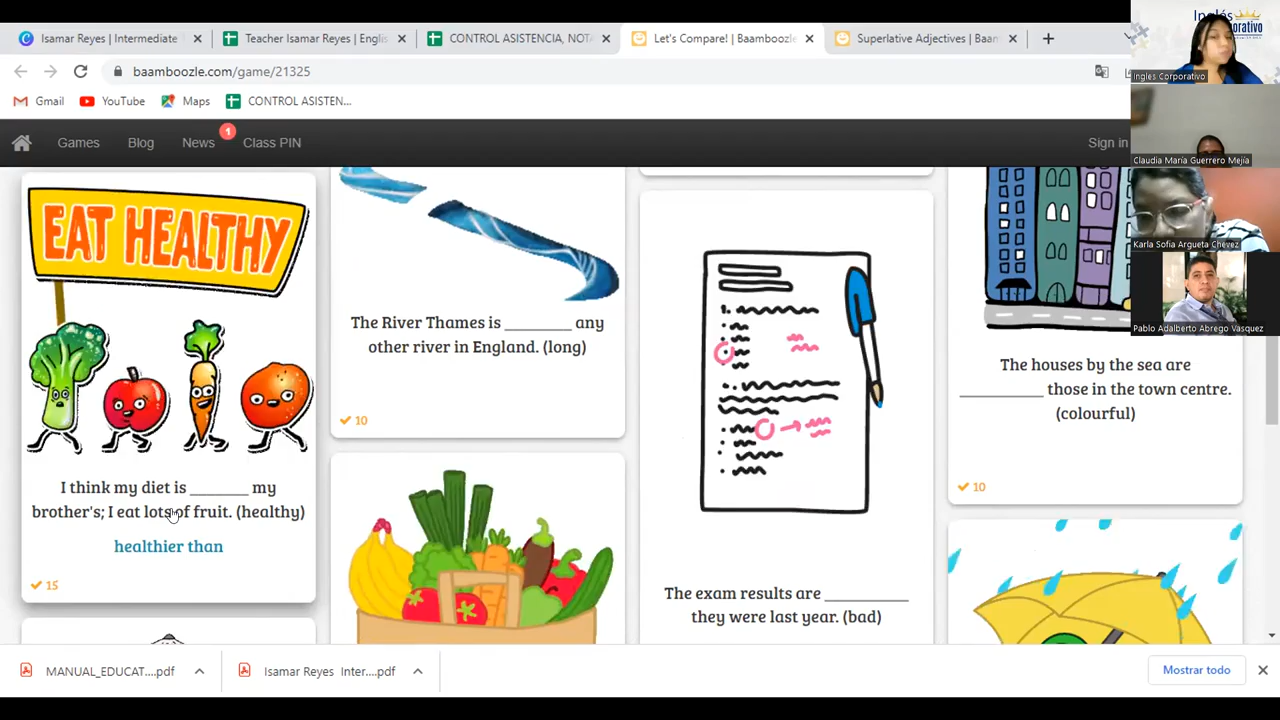 Isamar Reyes | Intermediate
Teacher Isamar Reyes | Englis
CONTROL ASISTENCIA, NOTA
Let's Compare! | Baamboozle
Superlative Adjectives | Baam
baamboozle.com/game/21325
Gmail
YouTube
Maps
CONTROL ASISTEN...
Games
Blog
News
1
Class PIN
Sign in
EAT HEALTHY
I think my diet is _______ my
brother's; I eat lots of fruit. (healthy)
healthier than
15
The River Thames is ________ any
other river in England. (long)
10
The exam results are __________
they were last year. (bad)
The houses by the sea are
__________ those in the town centre.
(colourful)
10
Ingles Corporativo
Claudia María Guerrero Mejía
Karla Sofia Argueta Chevez
Pablo Adalberto Abrego Vasquez
MANUAL_EDUCAT....pdf
Isamar Reyes Inter....pdf
Mostrar todo